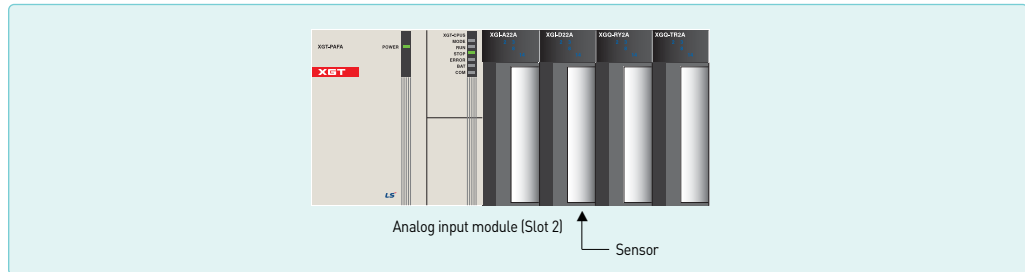 XGT-PAFA
POWER
XGT
LS
XGT-CPUS
MODE
RUN
STOP
ERROR
BAT
COM
XGI-A22A
XGI-D22A
XGQ-RY2A
XGQ-TR2A
Analog input module (Slot 2)
Sensor